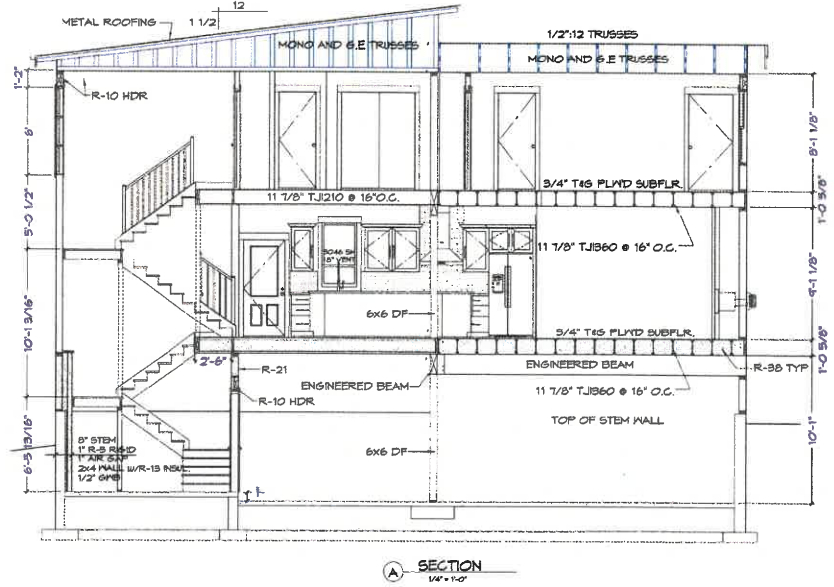 12
METAL ROOFING
1 1/2
1/2":12 TRUSSES
MONO AND G.E TRUSSES
MONO AND G.E TRUSSES
1'-2"
R-10 HDR
6'
8'-1 1/8"
3/4" T&G PLWD SUBFLR.
11 7/8" TJI210 @ 16"O.C.
1'-0 5/8"
5'-0 1/2"
11 7/8" TJI360 @ 16" O.C.
9'-1 1/8"
10'-1 3/16"
6x6 DF
3/4" T&G PLWD SUBFLR.
1'-0 5/8"
2'-6"
R-21
ENGINEERED BEAM
R-38 TYP
ENGINEERED BEAM
11 7/8" TJI360 @ 16" O.C.
R-10 HDR
TOP OF STEM WALL
10'-1"
6'-5 13/16"
8" STEM
1" R-5 RIGID
1" AIR GAP
2x4 WALL W/R-13 INSUL.
1/2" GWB
6x6 DF
A
SECTION
1/4" = 1'-0"